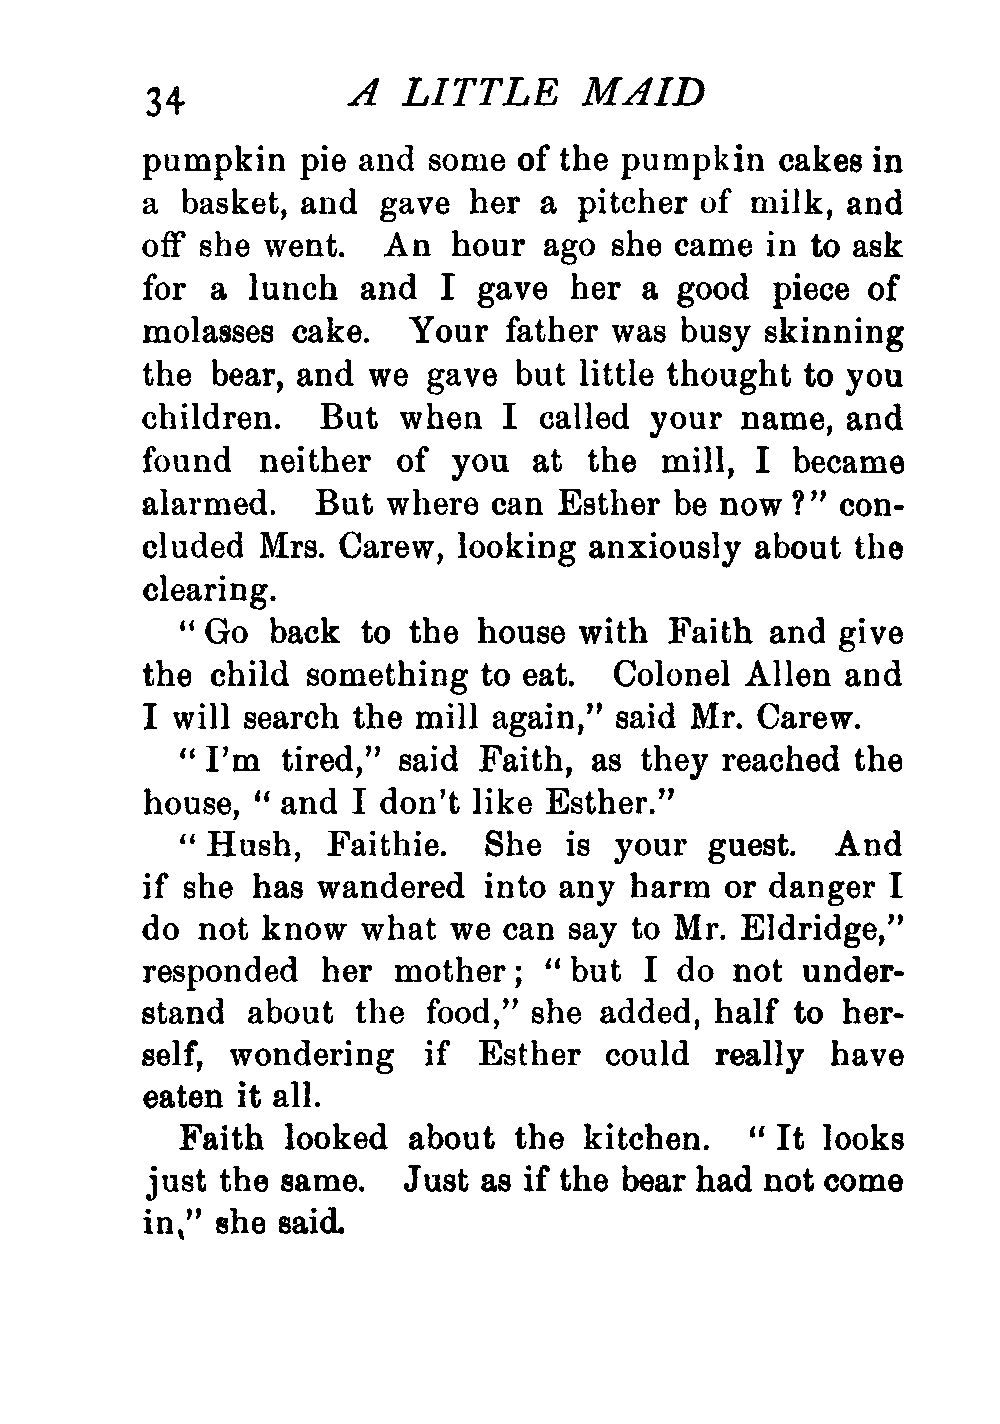 34 A LITTLE MAID
pumpkin pie and some of the pumpkin cakes in
a basket, and gave her a pitcher of milk, and
off she went. An hour ago she came in to ask
for a lunch and I gave her a good piece of
molasses cake. Your father was busy skinning
the bear, and we gave but little thought to you
children. But when I called your name, and
found neither of you at the mill, I became
alarmed. But where can Esther be now?" con-
cluded Mrs. Carew, looking anxiously about the
clearing.
"Go back to the house with Faith and give
the child something to eat. Colonel Allen and
I will search the mill again," said Mr. Carew.
"I'm tired," said Faith, as they reached the
house, "and I don't like Esther."
"Hush, Faithie. She is your guest. And
if she has wandered into any harm or danger I
do not know what we can say to Mr. Eldridge,"
responded her mother; "but I do not under-
stand about the food," she added, half to her-
self, wondering if Esther could really have
eaten it all.
Faith looked about the kitchen. "It looks
just the same. Just as if the bear had not come
in," she said.